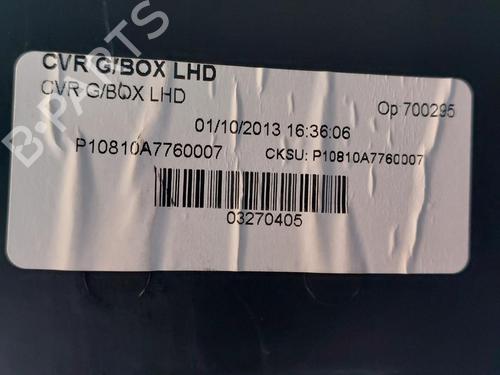 CVR G/BOX LHD
CVR G/BOX LHD
Op 700295
01/10/2013 16:36:06
P10810A7760007
CKSU: P10810A7760007
03270405
B-PARTS